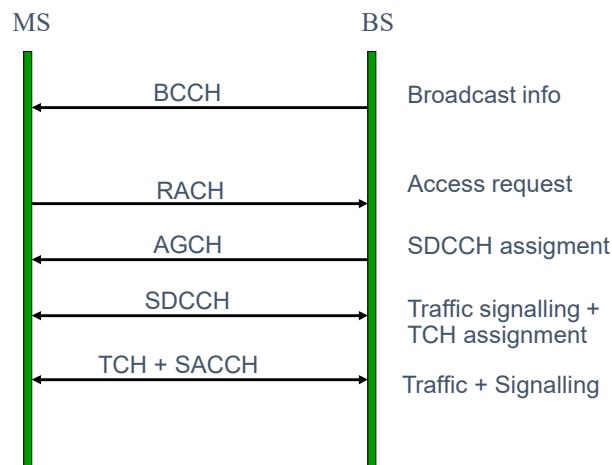 MS BS
BCCH Broadcast info
RACH Access request
AGCH SDCCH assigment
SDCCH Traffic signalling +
TCH assignment
TCH + SACCH Traffic + Signalling